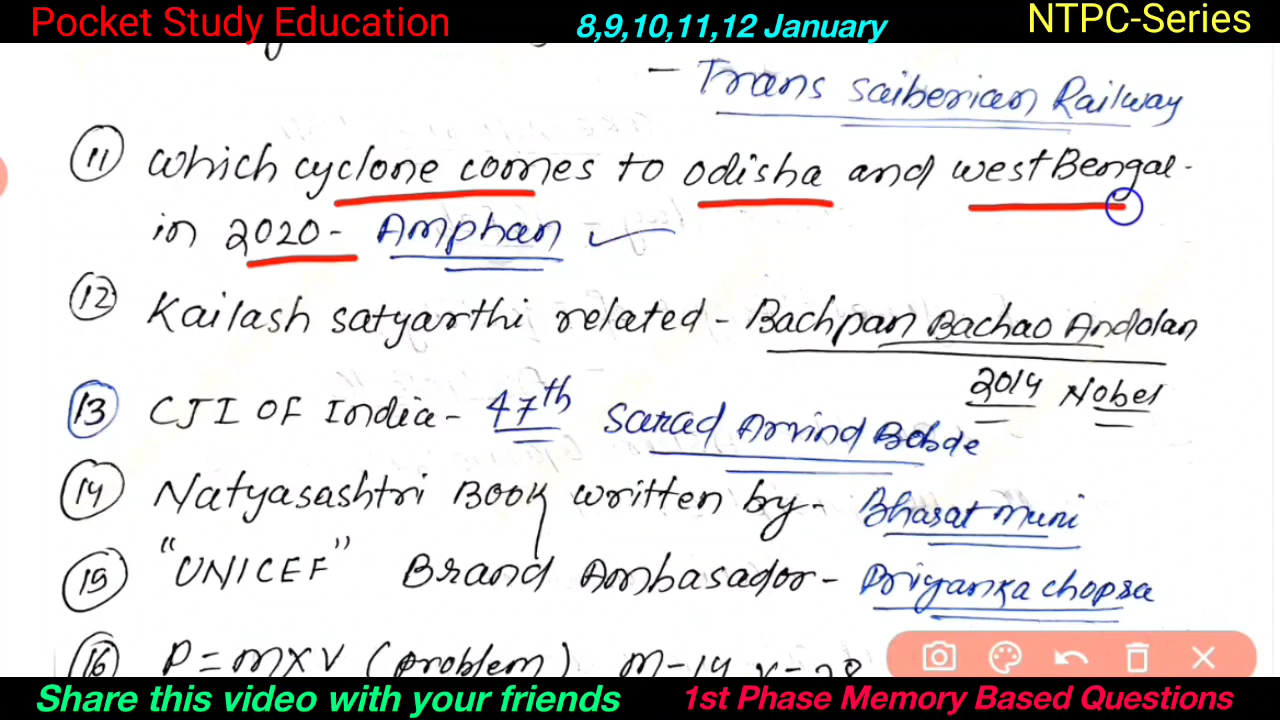 Pocket Study Education 8,9,10,11,12 January NTPC-Series
- Trans Saiberian Railway
11 Which cyclone comes to odisha and west Bengal-
in 2020- Amphan
12 Kailash satyarthi related - Bachpan Bachao Andolan
2014 Nobel
13 CJI OF India- 47th Sarad Arvind Bobde
14 Natyasashtri Book written by- Bharat muni
15 "UNICEF" Brand Ambasador- Priyanka chopra
16 P=mxv (problem) m-14 v-28
Share this video with your friends 1st Phase Memory Based Questions